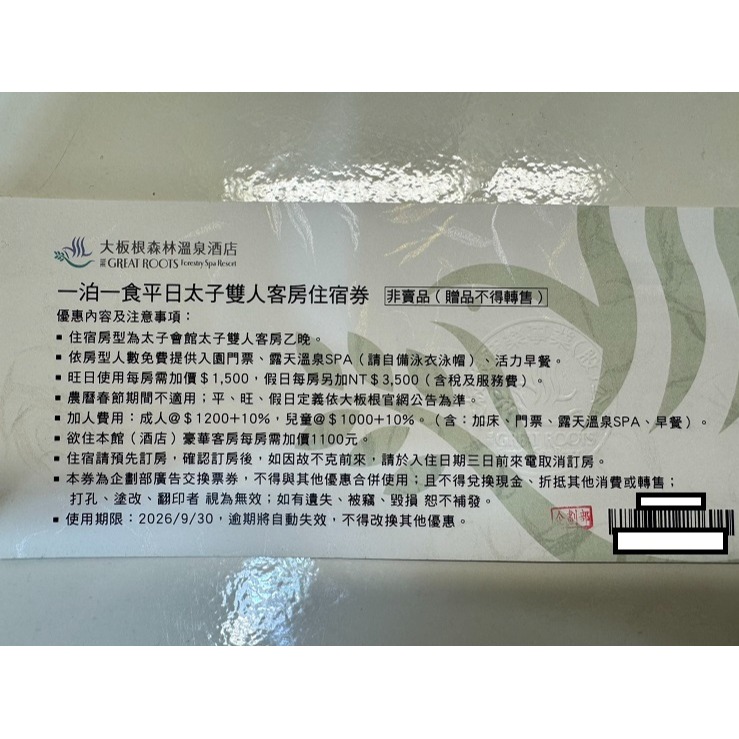 大板根森林溫泉酒店
GREAT ROOTS Forestry Spa Resort
一泊一食平日太子雙人客房住宿券 非賣品(贈品不得轉售)
優惠內容及注意事項：
▪ 住宿房型為太子會館太子雙人客房乙晚。
▪ 依房型人數免費提供入園門票、露天溫泉SPA（請自備泳衣泳帽）、活力早餐。
▪ 旺日使用每房需加價＄1,500，假日每房另加NT＄3,500（含稅及服務費）。
▪ 農曆春節期間不適用；平、旺、假日定義依大板根官網公告為準。
▪ 加人費用：成人@＄1200+10%，兒童@＄1000+10%。（含：加床、門票、露天溫泉SPA、早餐）。
▪ 欲住本館（酒店）豪華客房每房需加價1100元。
▪ 住宿請預先訂房，確認訂房後，如因故不克前來，請於入住日期三日前來電取消訂房。
▪ 本券為企劃部廣告交換票券，不得與其他優惠合併使用；且不得兌換現金、折抵其他消費或轉售；
打孔、塗改、翻印者 視為無效；如有遺失、被竊、毀損 恕不補發。
▪ 使用期限：2026/9/30，逾期將自動失效，不得改換其他優惠。
企劃部
GREAT ROOTS